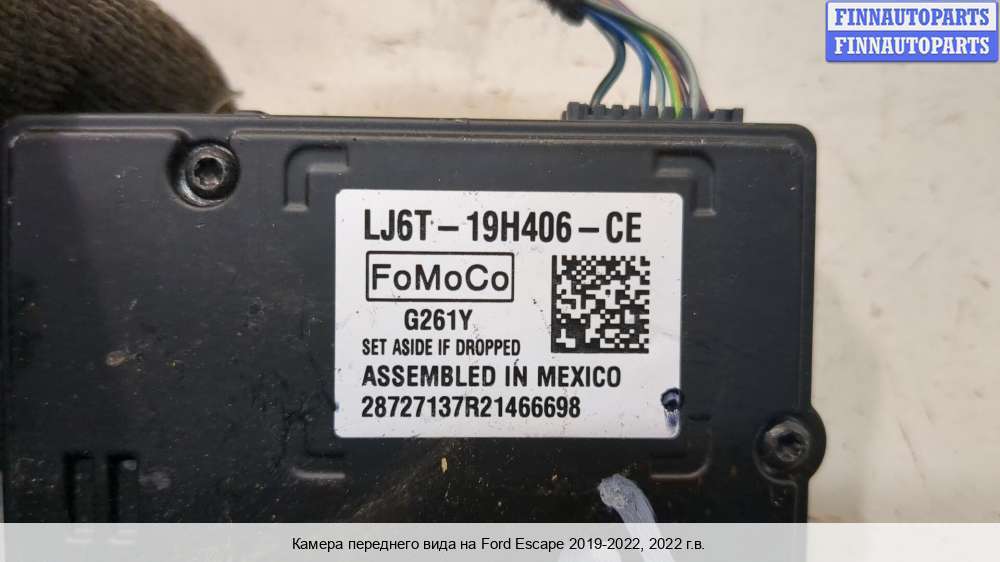 FINNAUTOPARTS
FINNAUTOPARTS
LJ6T-19H406-CE
FoMoCo
G261Y
SET ASIDE IF DROPPED
ASSEMBLED IN MEXICO
28727137R21466698
Камера переднего вида на Ford Escape 2019-2022, 2022 г.в.